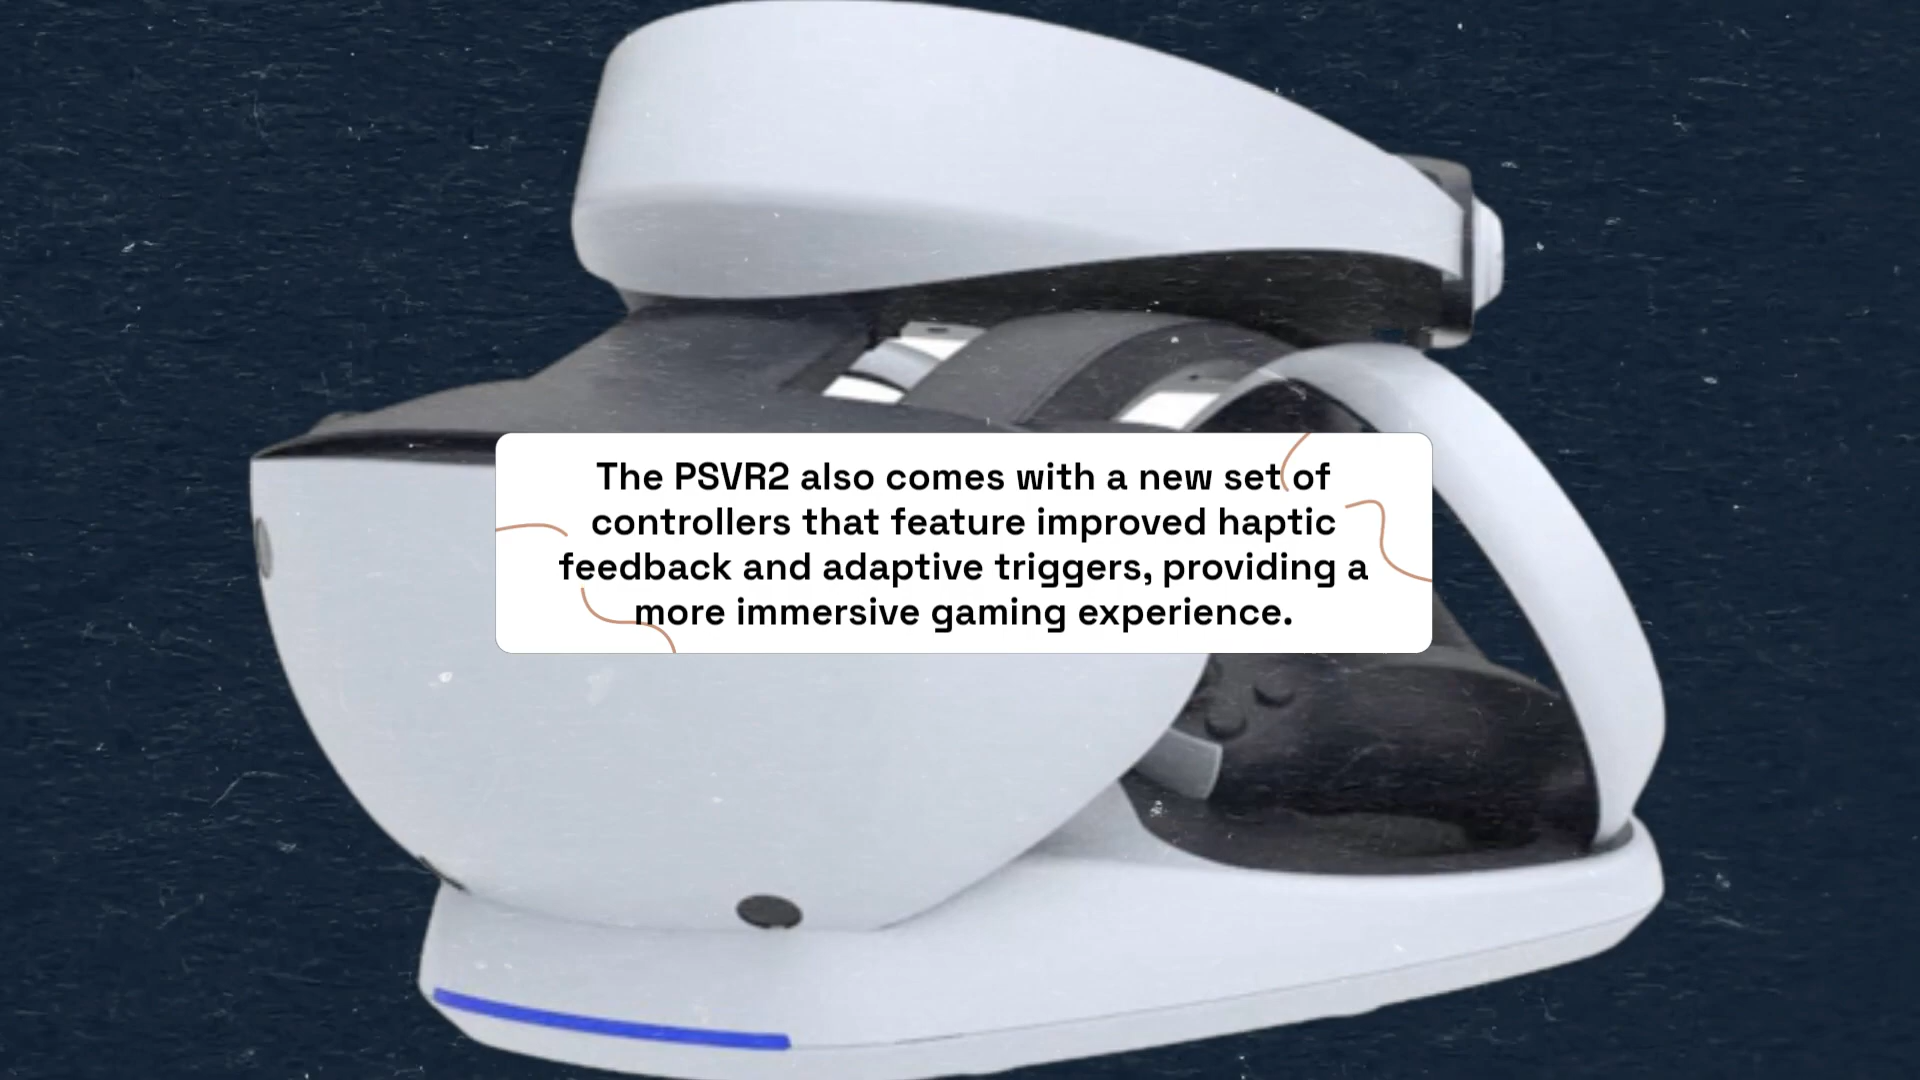 The PSVR2 also comes with a new set of
controllers that feature improved haptic
feedback and adaptive triggers, providing a
more immersive gaming experience.